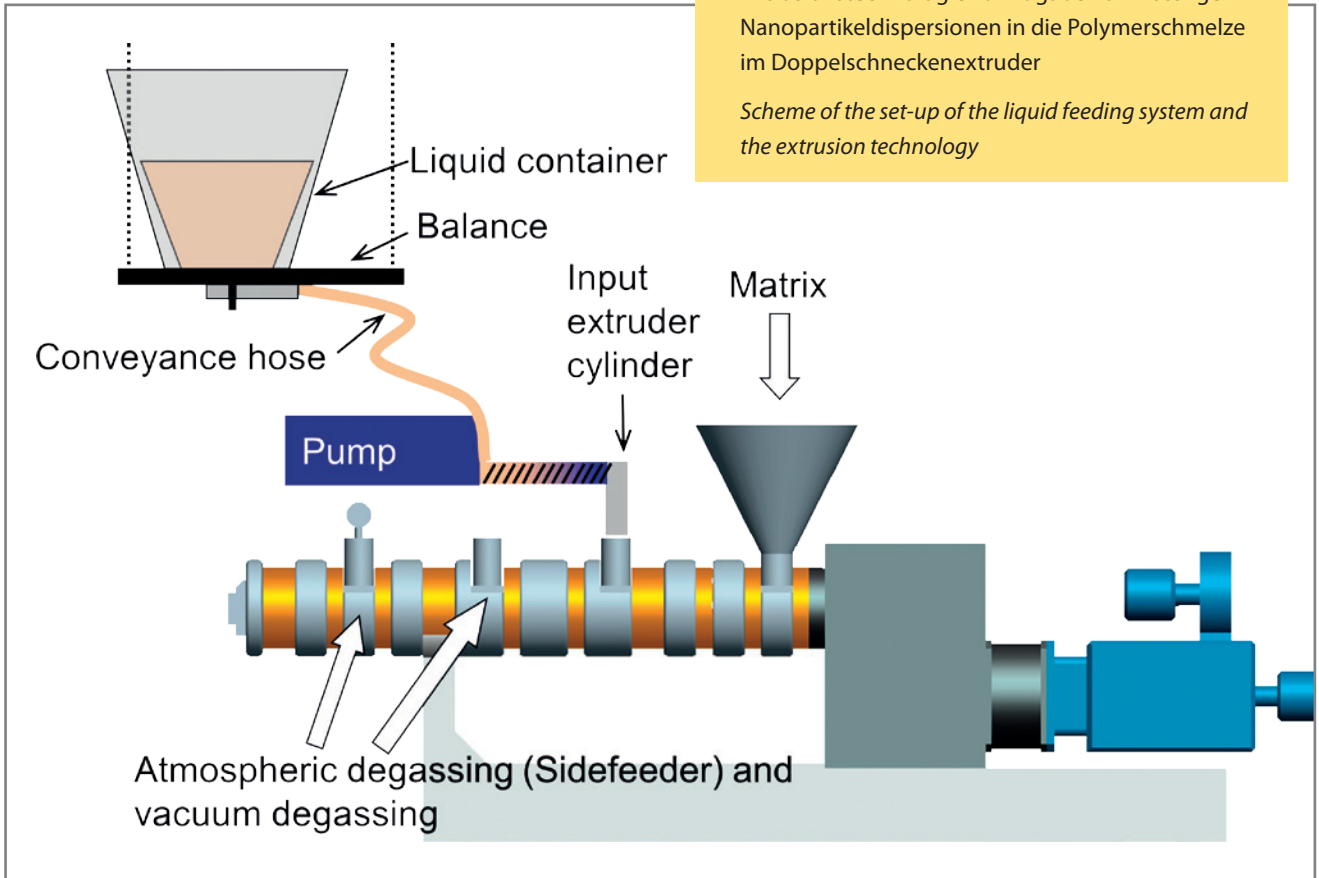 Nanopartikeldispersionen in die Polymerschmelze
im Doppelschneckenextruder
Scheme of the set-up of the liquid feeding system and
the extrusion technology
Liquid container
Balance
Input
extruder
cylinder
Matrix
Conveyance hose
Pump
Atmospheric degassing (Sidefeeder) and
vacuum degassing